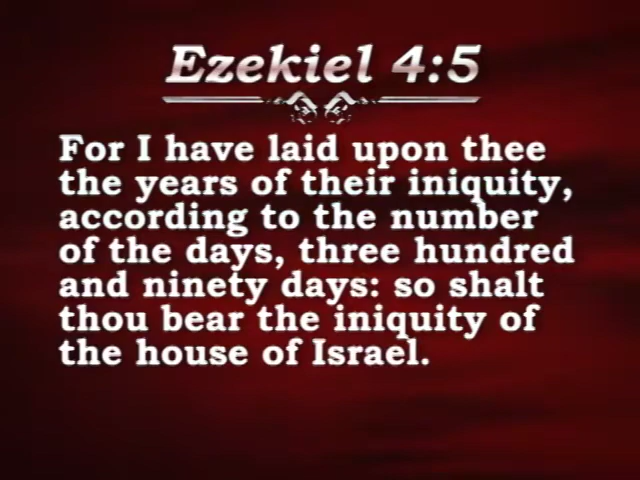 Ezekiel 4:5
For I have laid upon thee
the years of their iniquity,
according to the number
of the days, three hundred
and ninety days: so shalt
thou bear the iniquity of
the house of Israel.